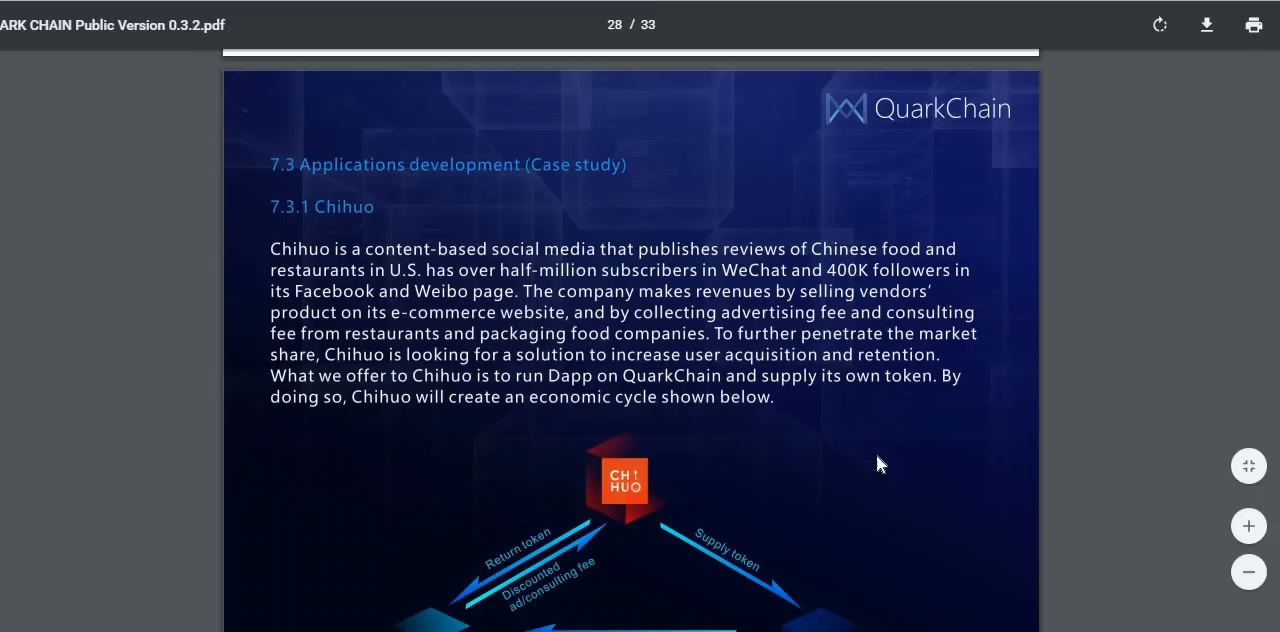 ARK CHAIN Public Version 0.3.2.pdf
28 / 33
QuarkChain
7.3 Applications development (Case study)
7.3.1 Chihuo
Chihuo is a content-based social media that publishes reviews of Chinese food and
restaurants in U.S. has over half-million subscribers in WeChat and 400K followers in
its Facebook and Weibo page. The company makes revenues by selling vendors’
product on its e-commerce website, and by collecting advertising fee and consulting
fee from restaurants and packaging food companies. To further penetrate the market
share, Chihuo is looking for a solution to increase user acquisition and retention.
What we offer to Chihuo is to run Dapp on QuarkChain and supply its own token. By
doing so, Chihuo will create an economic cycle shown below.
CHI
HUO
Return token
Discounted
ad/consulting fee
Supply token